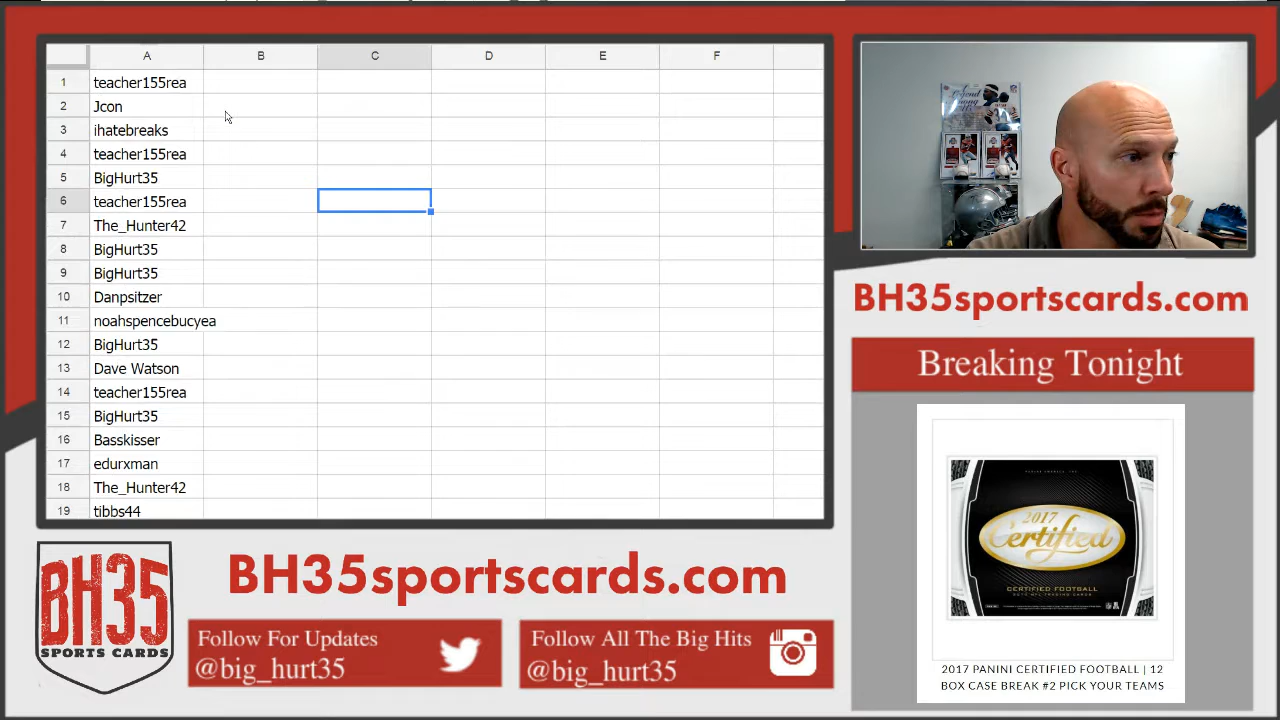 A B C D E F
1 teacher155rea
2 Jcon
3 ihatebreaks
4 teacher155rea
5 BigHurt35
6 teacher155rea
7 The_Hunter42
8 BigHurt35
9 BigHurt35
10 Danpsitzer
11 noahspencebucyea
12 BigHurt35
13 Dave Watson
14 teacher155rea
15 BigHurt35
16 Basskisser
17 edurxman
18 The_Hunter42
19 tibbs44
BH35sportscards.com
Breaking Tonight
2017
Certified
CERTIFIED FOOTBALL
2017 PANINI CERTIFIED FOOTBALL | 12
BOX CASE BREAK #2 PICK YOUR TEAMS
BH35
SPORTS CARDS
BH35sportscards.com
Follow For Updates
@big_hurt35
Follow All The Big Hits
@big_hurt35